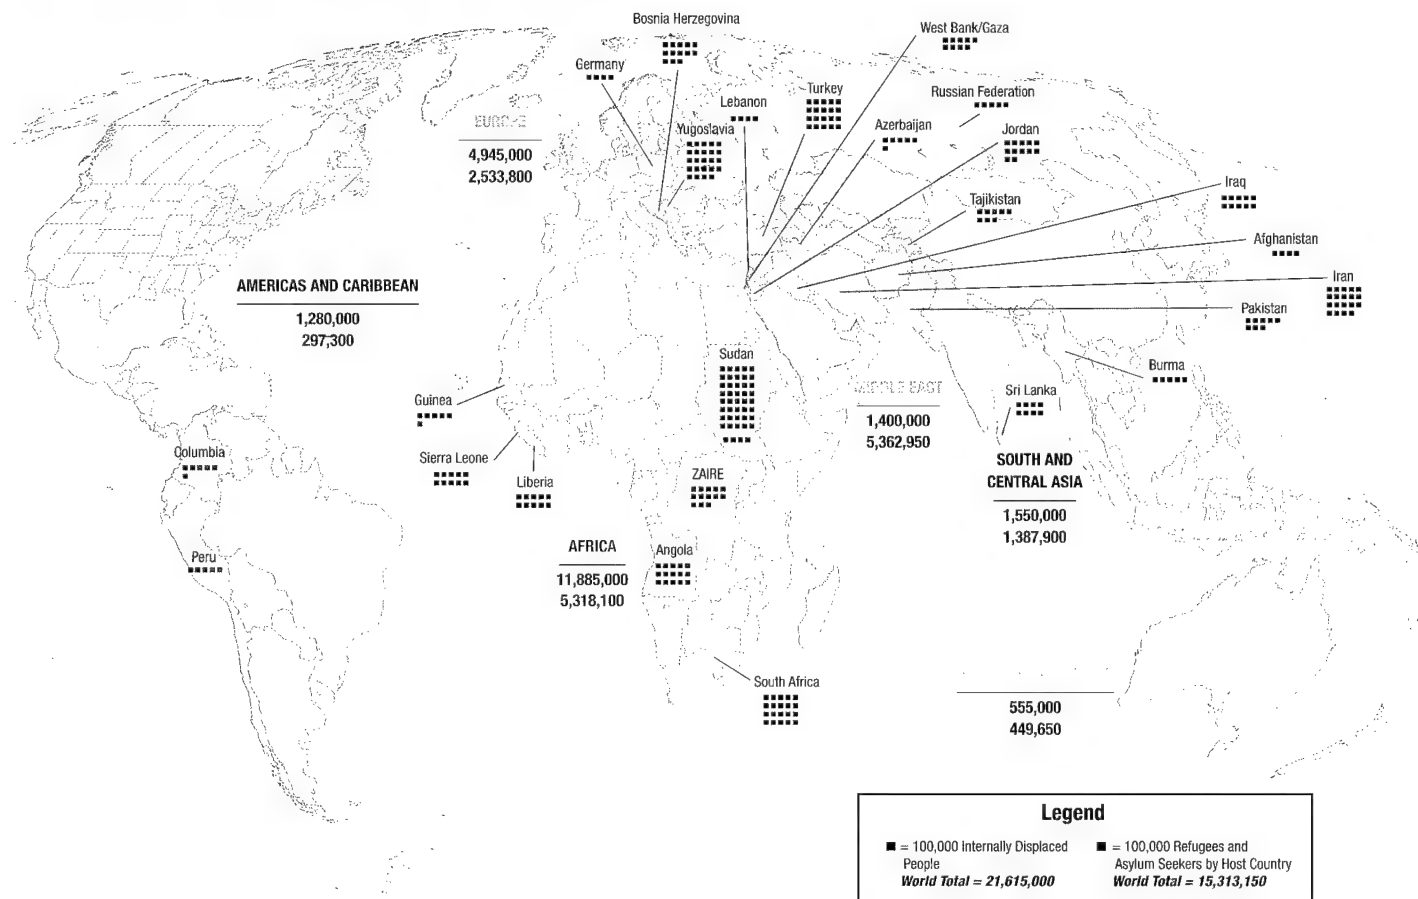 Bosnia Herzegovina
West Bank/Gaza
Germany
Turkey
Russian Federation
Lebanon
EUROPE
Yugoslavia
Azerbaijan
Jordan
4,945,000
2,533,800
Iraq
Tajikistan
Afghanistan
AMERICAS AND CARIBBEAN
Iran
1,280,000
297,300
Pakistan
Sudan
Burma
Guinea
MIDDLE EAST
Sri Lanka
1,400,000
5,362,950
Columbia
Sierra Leone
SOUTH AND
CENTRAL ASIA
Liberia
ZAIRE
1,550,000
1,387,900
AFRICA
Angola
Peru
11,885,000
5,318,100
South Africa
555,000
449,650
Legend
= 100,000 Internally Displaced
People
World Total = 21,615,000
= 100,000 Refugees and
Asylum Seekers by Host Country
World Total = 15,313,150